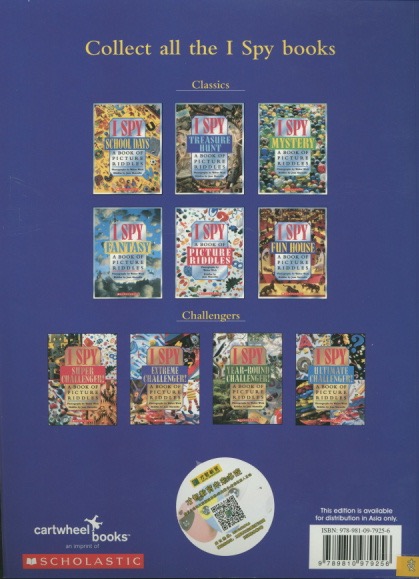 Collect all the I Spy books
Classics
I SPY
SCHOOL DAYS
A BOOK OF
PICTURE
RIDDLES
I SPY
TREASURE
HUNT
A BOOK OF
PICTURE
RIDDLES
I SPY
MYSTERY
A BOOK OF
PICTURE
RIDDLES
I SPY
FANTASY
A BOOK OF
PICTURE
RIDDLES
I SPY
A BOOK OF
PICTURE
RIDDLES
I SPY
FUN HOUSE
A BOOK OF
PICTURE
RIDDLES
Challengers
I SPY
SUPER
CHALLENGER!
A BOOK OF
PICTURE
RIDDLES
I SPY
EXTREME
CHALLENGER!
A BOOK OF
PICTURE
RIDDLES
I SPY
YEAR-ROUND
CHALLENGER!
A BOOK OF
PICTURE
RIDDLES
I SPY
ULTIMATE
CHALLENGER!
A BOOK OF
PICTURE
RIDDLES
cartwheel
books
an imprint of
SCHOLASTIC
This edition is available
for distribution in Asia only.
ISBN: 978-981-09-7925-6
9789810979256